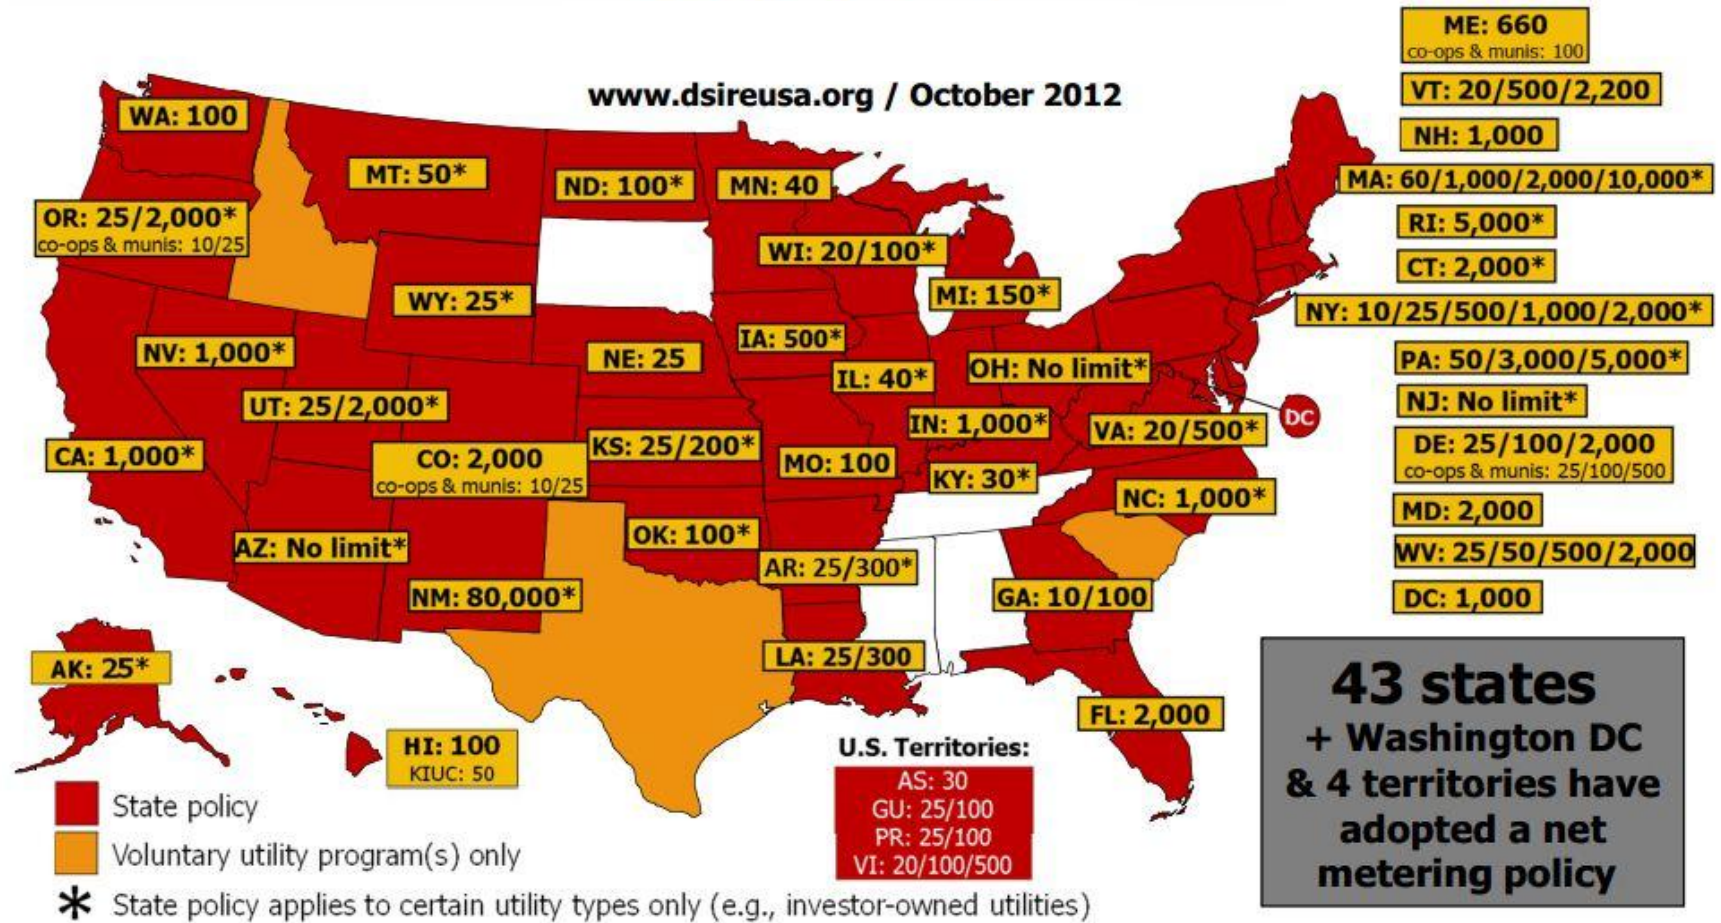 www.dsireusa.org / October 2012
WA: 100
OR: 25/2,000*
co-ops & munis: 10/25
MT: 50*
ND: 100*
MN: 40
WI: 20/100*
MI: 150*
WY: 25*
NV: 1,000*
NE: 25
IA: 500*
IL: 40*
OH: No limit*
UT: 25/2,000*
CA: 1,000*
CO: 2,000
co-ops & munis: 10/25
KS: 25/200*
MO: 100
IN: 1,000*
KY: 30*
VA: 20/500*
DC
NC: 1,000*
AZ: No limit*
NM: 80,000*
OK: 100*
AR: 25/300*
GA: 10/100
LA: 25/300
FL: 2,000
AK: 25*
HI: 100
KIUC: 50
ME: 660
co-ops & munis: 100
VT: 20/500/2,200
NH: 1,000
MA: 60/1,000/2,000/10,000*
RI: 5,000*
CT: 2,000*
NY: 10/25/500/1,000/2,000*
PA: 50/3,000/5,000*
NJ: No limit*
DE: 25/100/2,000
co-ops & munis: 25/100/500
MD: 2,000
WV: 25/50/500/2,000
DC: 1,000
U.S. Territories:
AS: 30
GU: 25/100
PR: 25/100
VI: 20/100/500
43 states
+ Washington DC
& 4 territories have
adopted a net
metering policy
State policy
Voluntary utility program(s) only
* State policy applies to certain utility types only (e.g., investor-owned utilities)